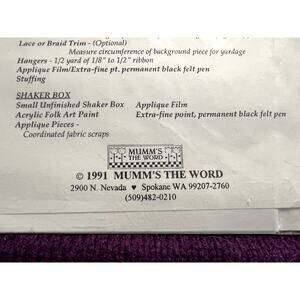 Lace or Braid Trim - (Optional)
Measure circumference of background piece for yardage
Hangers - 1/2 yard of 1/8" to 1/2" ribbon
Applique Film/Extra-fine pt. permanent black felt pen
Stuffing
SHAKER BOX
Small Unfinished Shaker Box Applique Film
Acrylic Folk Art Paint Extra-fine point, permanent black felt pen
Applique Pieces -
Coordinated fabric scraps
MUMM'S
THE WORD
© 1991 MUMM'S THE WORD
2900 N. Nevada ♥ Spokane WA 99207-2760
(509)482-0210